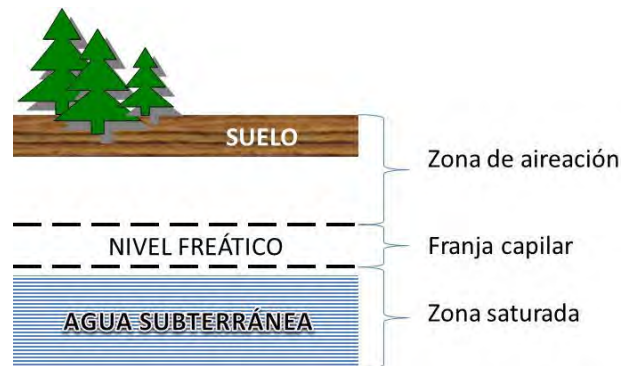 SUELO
Zona de aireación
NIVEL FREÁTICO
Franja capilar
AGUA SUBTERRÁNEA
Zona saturada